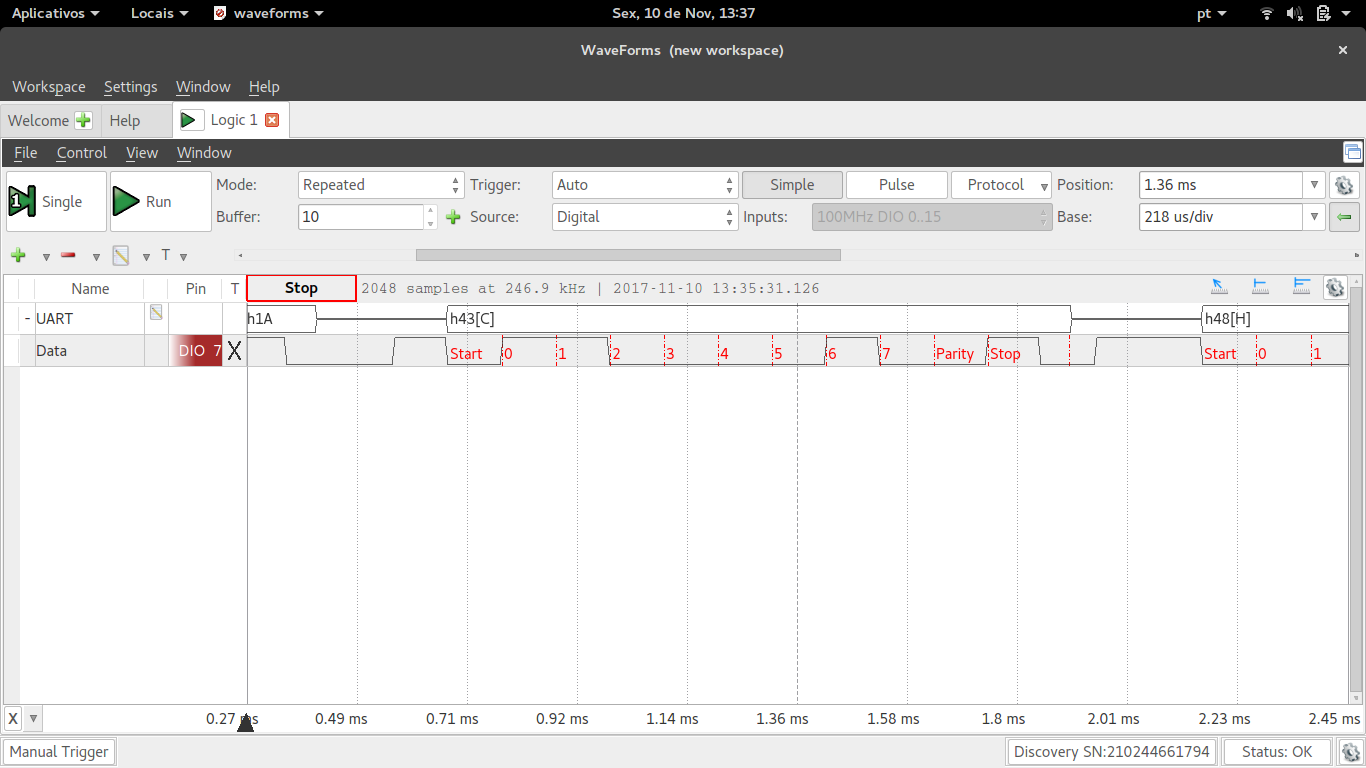 Aplicativos Locais waveforms Sex, 10 de Nov, 13:37 pt
WaveForms (new workspace)
Workspace Settings Window Help
Welcome Help Logic 1
File Control View Window
Single Run Mode: Repeated Trigger: Auto Simple Pulse Protocol Position: 1.36 ms
Buffer: 10 Source: Digital Inputs: 100MHz DIO 0..15 Base: 218 us/div
T
Name Pin T Stop 2048 samples at 246.9 kHz | 2017-11-10 13:35:31.126
- UART h1A h43[C] h48[H]
Data DIO 7 X Start 0 1 2 3 4 5 6 7 Parity Stop Start 0 1
X 0.27 ms 0.49 ms 0.71 ms 0.92 ms 1.14 ms 1.36 ms 1.58 ms 1.8 ms 2.01 ms 2.23 ms 2.45 ms
Manual Trigger Discovery SN:210244661794 Status: OK